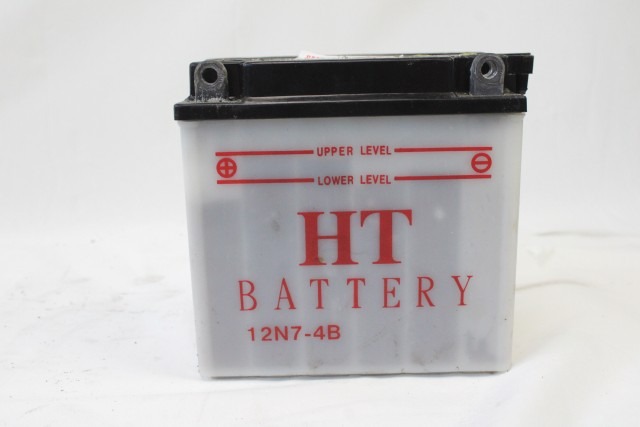 UPPER LEVEL
LOWER LEVEL
HT
BATTERY
12N7-4B